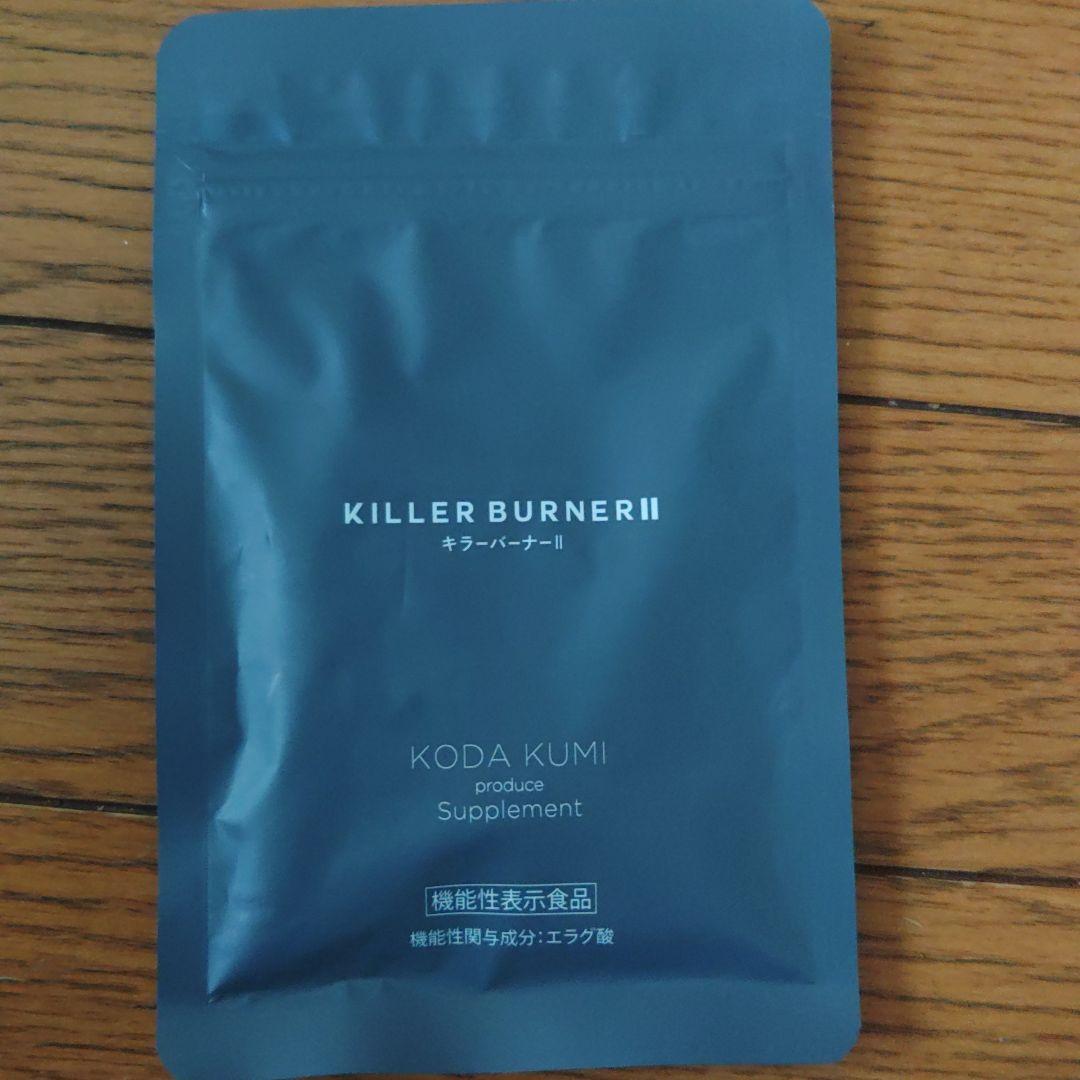 KILLER BURNERⅡ
キラーバーナーⅡ
KODA KUMI
produce
Supplement
機能性表示食品
機能性関与成分:エラグ酸